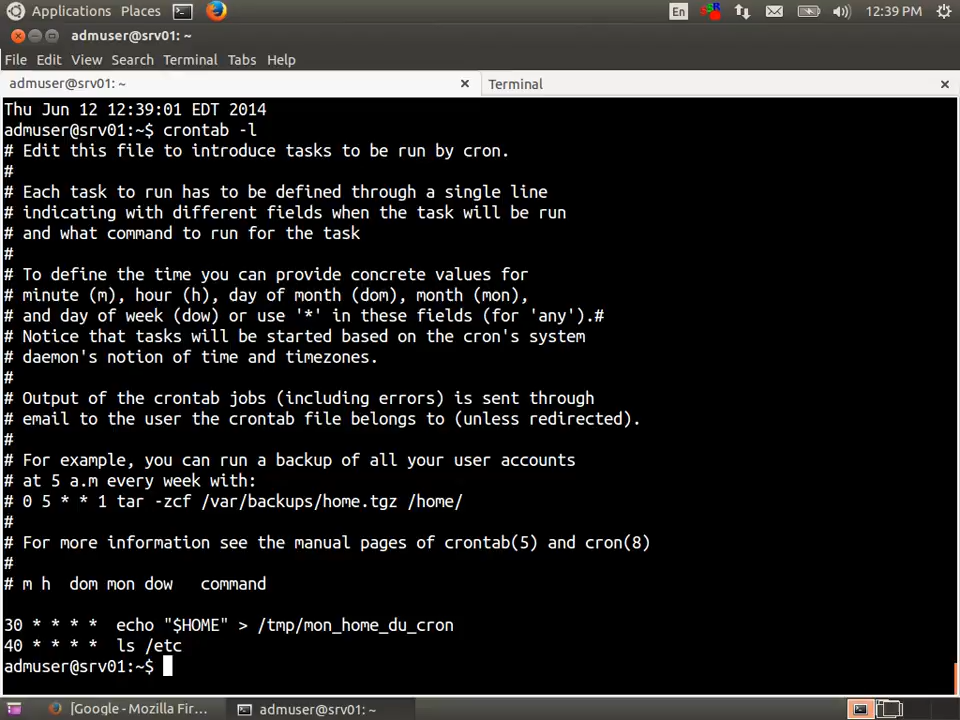 Applications Places En 12:39 PM
admuser@srv01: ~
File Edit View Search Terminal Tabs Help
admuser@srv01: ~ × Terminal ×
Thu Jun 12 12:39:01 EDT 2014
admuser@srv01:~$ crontab -l
# Edit this file to introduce tasks to be run by cron.
#
# Each task to run has to be defined through a single line
# indicating with different fields when the task will be run
# and what command to run for the task
#
# To define the time you can provide concrete values for
# minute (m), hour (h), day of month (dom), month (mon),
# and day of week (dow) or use '*' in these fields (for 'any').#
# Notice that tasks will be started based on the cron's system
# daemon's notion of time and timezones.
#
# Output of the crontab jobs (including errors) is sent through
# email to the user the crontab file belongs to (unless redirected).
#
# For example, you can run a backup of all your user accounts
# at 5 a.m every week with:
# 0 5 * * 1 tar -zcf /var/backups/home.tgz /home/
#
# For more information see the manual pages of crontab(5) and cron(8)
#
# m h  dom mon dow   command

30 * * * *  echo "$HOME" > /tmp/mon_home_du_cron
40 * * * *  ls /etc
admuser@srv01:~$
[Google - Mozilla Fir... admuser@srv01: ~